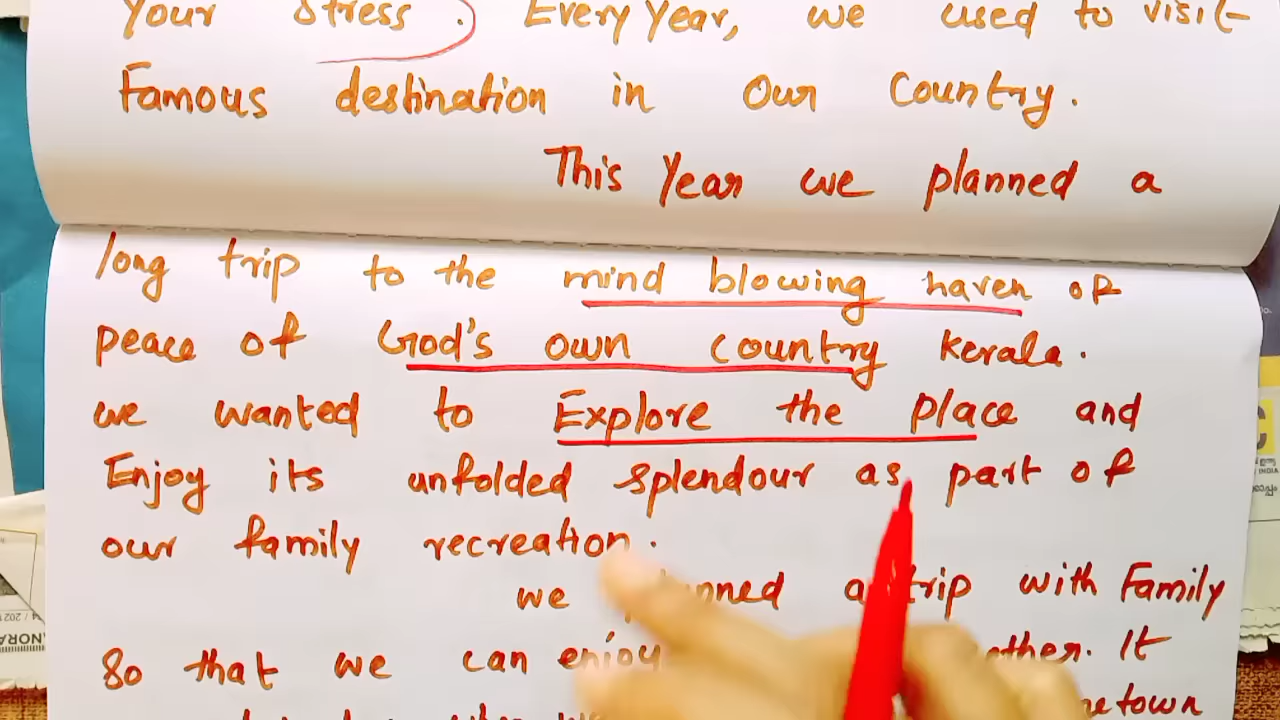 your stress. Every year, we used to visit
Famous destination in our country.
This year we planned a
long trip to the mind blowing haven of
peace of God's own country Kerala.
we wanted to Explore the place and
Enjoy its unfolded splendour as part of
our family recreation.
we a trip with Family
So that we can enjoy It